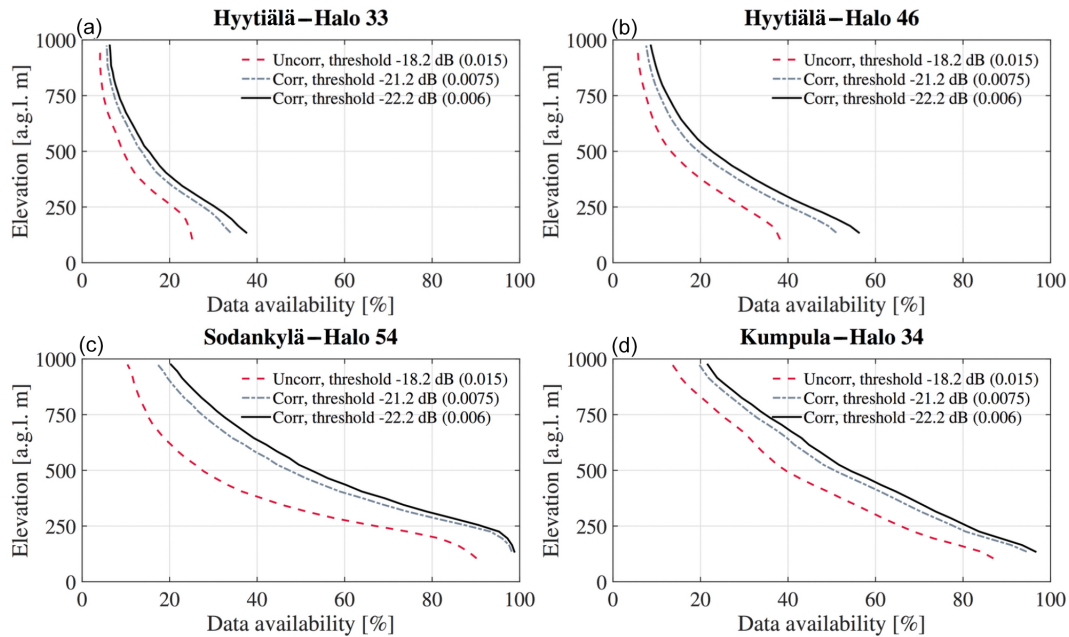 (a)
Hyytiälä–Halo 33
1000
750
500
250
0
Elevation [a.g.l. m]
Uncorr, threshold -18.2 dB (0.015)
Corr, threshold -21.2 dB (0.0075)
Corr, threshold -22.2 dB (0.006)
0 20 40 60 80 100
Data availability [%]
(b)
Hyytiälä–Halo 46
1000
750
500
250
0
Elevation [a.g.l. m]
Uncorr, threshold -18.2 dB (0.015)
Corr, threshold -21.2 dB (0.0075)
Corr, threshold -22.2 dB (0.006)
0 20 40 60 80 100
Data availability [%]
(c)
Sodankylä–Halo 54
1000
750
500
250
0
Elevation [a.g.l. m]
Uncorr, threshold -18.2 dB (0.015)
Corr, threshold -21.2 dB (0.0075)
Corr, threshold -22.2 dB (0.006)
0 20 40 60 80 100
Data availability [%]
(d)
Kumpula–Halo 34
1000
750
500
250
0
Elevation [a.g.l. m]
Uncorr, threshold -18.2 dB (0.015)
Corr, threshold -21.2 dB (0.0075)
Corr, threshold -22.2 dB (0.006)
0 20 40 60 80 100
Data availability [%]